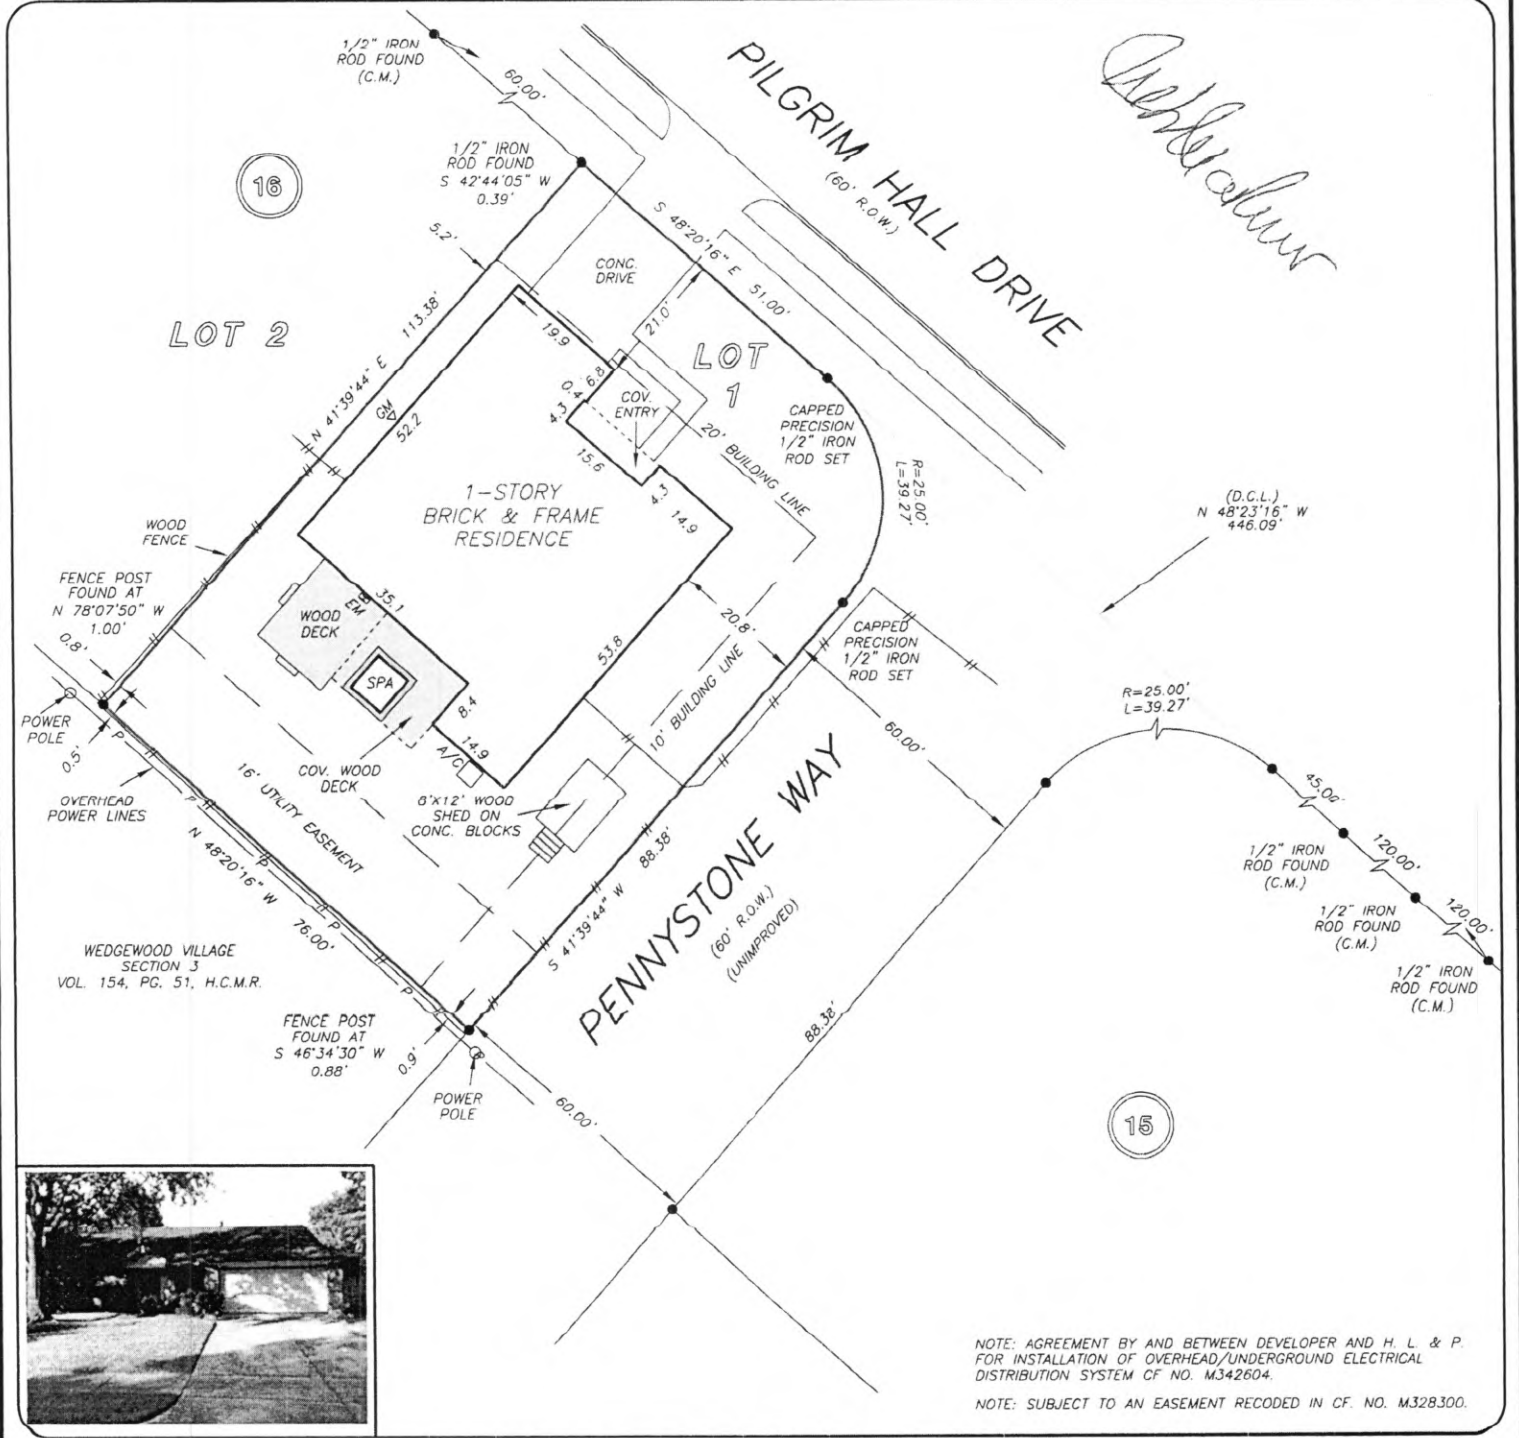 1/2" IRON
ROD FOUND
(C.M.)
60.00'
PILGRIM HALL DRIVE
(60' R.O.W.)
16
1/2" IRON
ROD FOUND
S 42°44'05" W
0.39'
5.2'
S 48°20'16" E 51.00'
CONC.
DRIVE
LOT 2
N 41°39'44" E 113.38'
19.9
21.0'
LOT
1
GM
52.2
0.4
6.8
COV.
ENTRY
4.3
15.6
4.3
14.9
20' BUILDING LINE
CAPPED
PRECISION
1/2" IRON
ROD SET
R=25.00'
L=39.27'
1-STORY
BRICK & FRAME
RESIDENCE
(D.C.L.)
N 48°23'16" W
446.09'
WOOD
FENCE
FENCE POST
FOUND AT
N 78°07'50" W
1.00'
0.8'
WOOD
DECK
EM
35.1
20.8'
53.8
CAPPED
PRECISION
1/2" IRON
ROD SET
SPA
8.4
14.9
A/C
10' BUILDING LINE
60.00'
R=25.00'
L=39.27'
POWER
POLE
0.5'
P
OVERHEAD
POWER LINES
16' UTILITY EASEMENT
COV. WOOD
DECK
8'X12' WOOD
SHED ON
CONC. BLOCKS
88.38'
S 41°39'44" W
PENNYSTONE WAY
(60' R.O.W.)
(UNIMPROVED)
45.00'
1/2" IRON
ROD FOUND
(C.M.)
120.00'
1/2" IRON
ROD FOUND
(C.M.)
120.00'
1/2" IRON
ROD FOUND
(C.M.)
P
P
N 48°20'16" W
76.00'
P
P
WEDGEWOOD VILLAGE
SECTION 3
VOL. 154, PG. 51, H.C.M.R.
FENCE POST
FOUND AT
S 46°34'30" W
0.88'
0.9'
POWER
POLE
60.00'
88.38'
15
NOTE: AGREEMENT BY AND BETWEEN DEVELOPER AND H. L. & P.
FOR INSTALLATION OF OVERHEAD/UNDERGROUND ELECTRICAL
DISTRIBUTION SYSTEM CF NO. M342604.
NOTE: SUBJECT TO AN EASEMENT RECODED IN CF. NO. M328300.